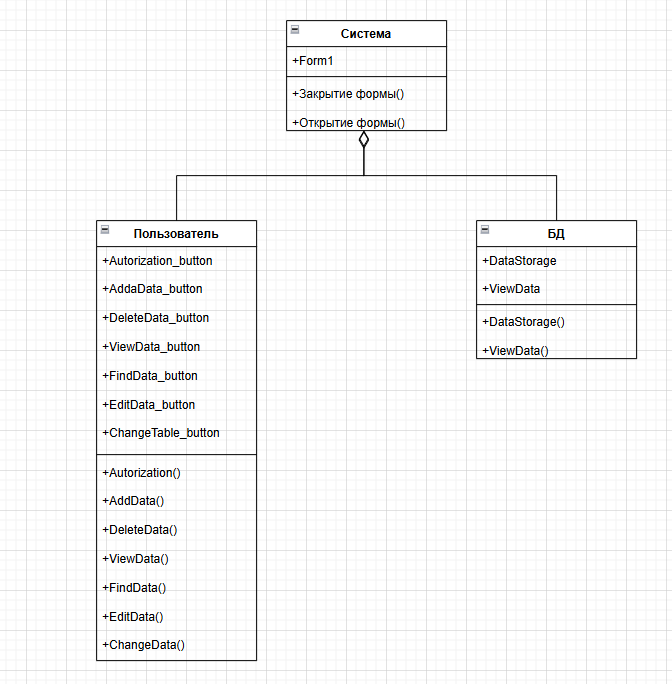 Система
+Form1
+Закрытие формы()
+Открытие формы()
Пользователь
+Autorization_button
+AddaData_button
+DeleteData_button
+ViewData_button
+FindData_button
+EditData_button
+ChangeTable_button
+Autorization()
+AddData()
+DeleteData()
+ViewData()
+FindData()
+EditData()
+ChangeData()
БД
+DataStorage
+ViewData
+DataStorage()
+ViewData()